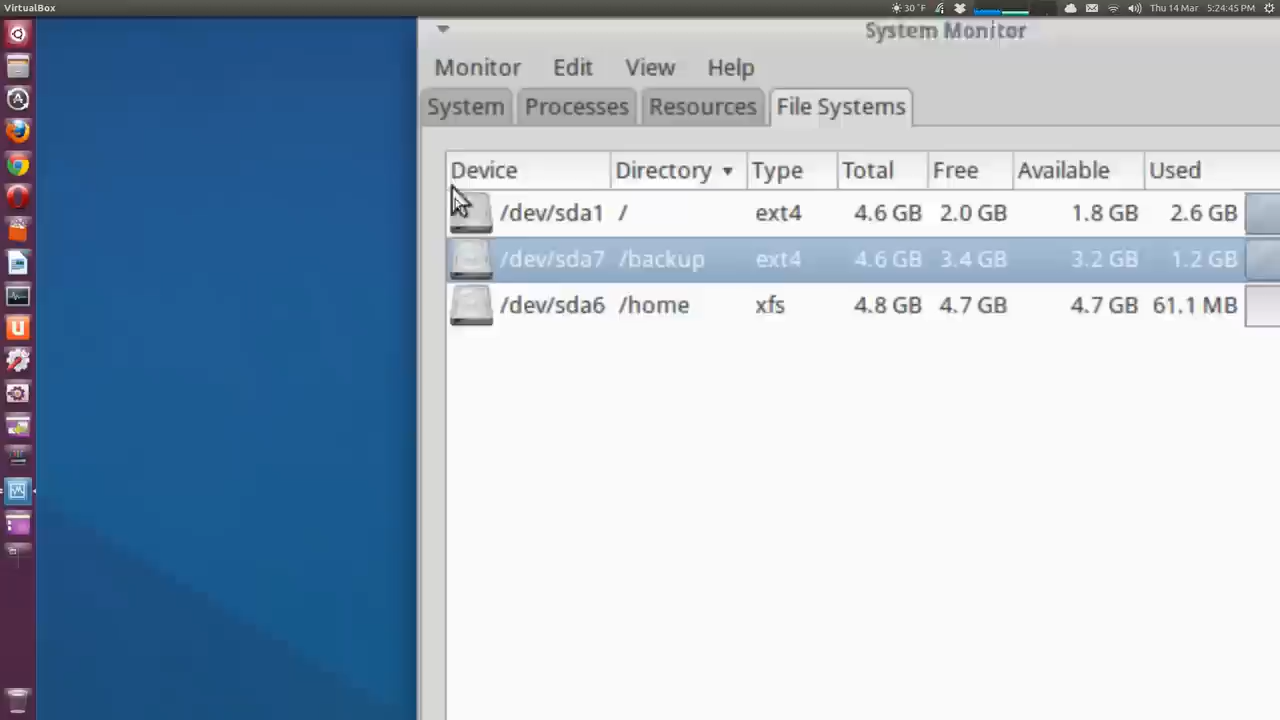 VirtualBox 30 °F Thu 14 Mar 5:24:45 PM
System Monitor
Monitor Edit View Help
System Processes Resources File Systems
Device Directory ▼ Type Total Free Available Used
/dev/sda1 / ext4 4.6 GB 2.0 GB 1.8 GB 2.6 GB
/dev/sda7 /backup ext4 4.6 GB 3.4 GB 3.2 GB 1.2 GB
/dev/sda6 /home xfs 4.8 GB 4.7 GB 4.7 GB 61.1 MB